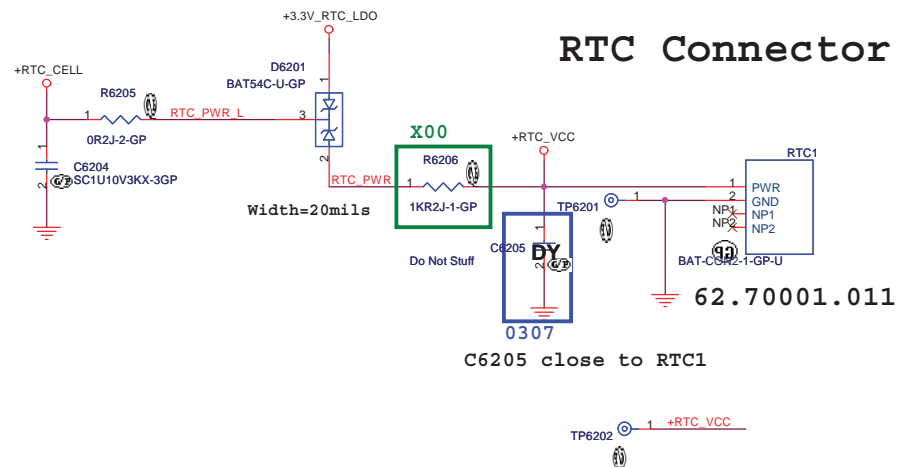 +3.3V_RTC_LDO
RTC Connector
+RTC_CELL
D6201
BAT54C-U-GP
R6205
1
1
RTC_PWR_L
3
0R2J-2-GP
1
C6204
2
SC1U10V3KX-3GP
2
X00
R6206
RTC_PWR
1
1KR2J-1-GP
Width=20mils
+RTC_VCC
RTC1
1
PWR
2
GND
NP1
NP1
NP2
NP2
TP6201
1
BAT-CON2-1-GP-U
62.70001.011
Do Not Stuff
1
C6205
DY
2
0307
C6205 close to RTC1
TP6202
1
+RTC_VCC